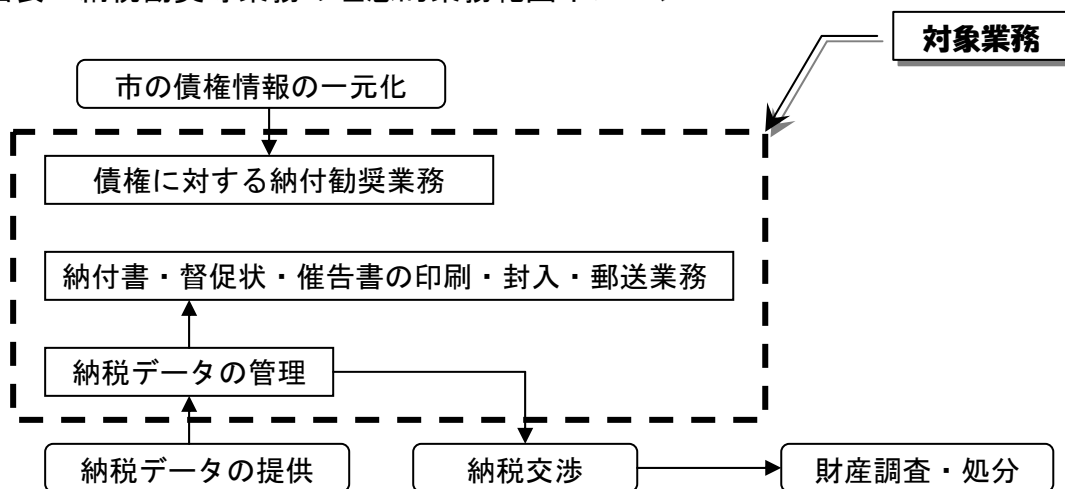 対象業務
市の債権情報の一元化
債権に対する納付勧奨業務
納付書・督促状・催告書の印刷・封入・郵送業務
納税データの管理
納税データの提供
納税交渉
財産調査・処分